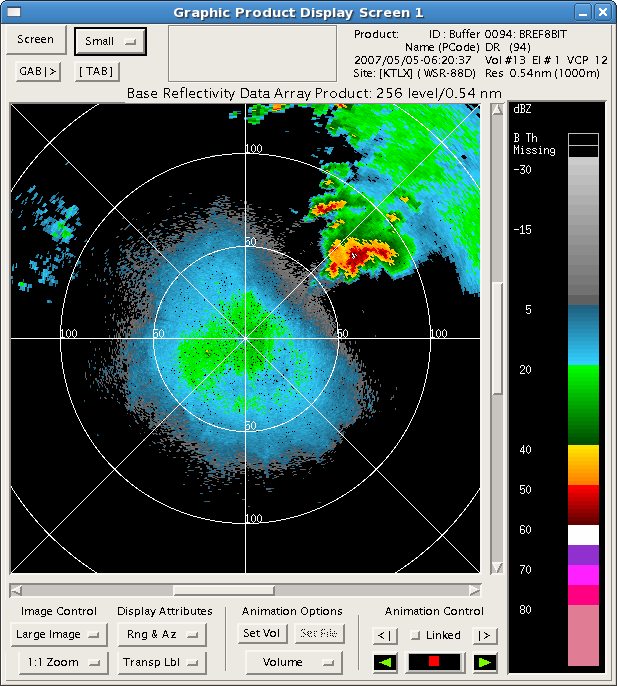 Graphic Product Display Screen 1
Screen
Small
GAB|>
[ TAB]
Product: ID: Buffer 0094: BREF8BIT
Name (PCode) DR (94)
2007/05/05-06:20:37 Vol #13 El # 1 VCP 12
Site: [KTLX] ( WSR-88D) Res 0.54nm (1000m)
Base Reflectivity Data Array Product: 256 level/0.54 nm
dBZ
B Th
Missing
-30
-15
5
20
40
50
60
70
80
100
50
100
50
50
100
50
100
Image Control
Display Attributes
Animation Options
Animation Control
Large Image
Rng & Az
Set Vol
Set File
<|
Linked
|>
1:1 Zoom
Transp Lbl
Volume